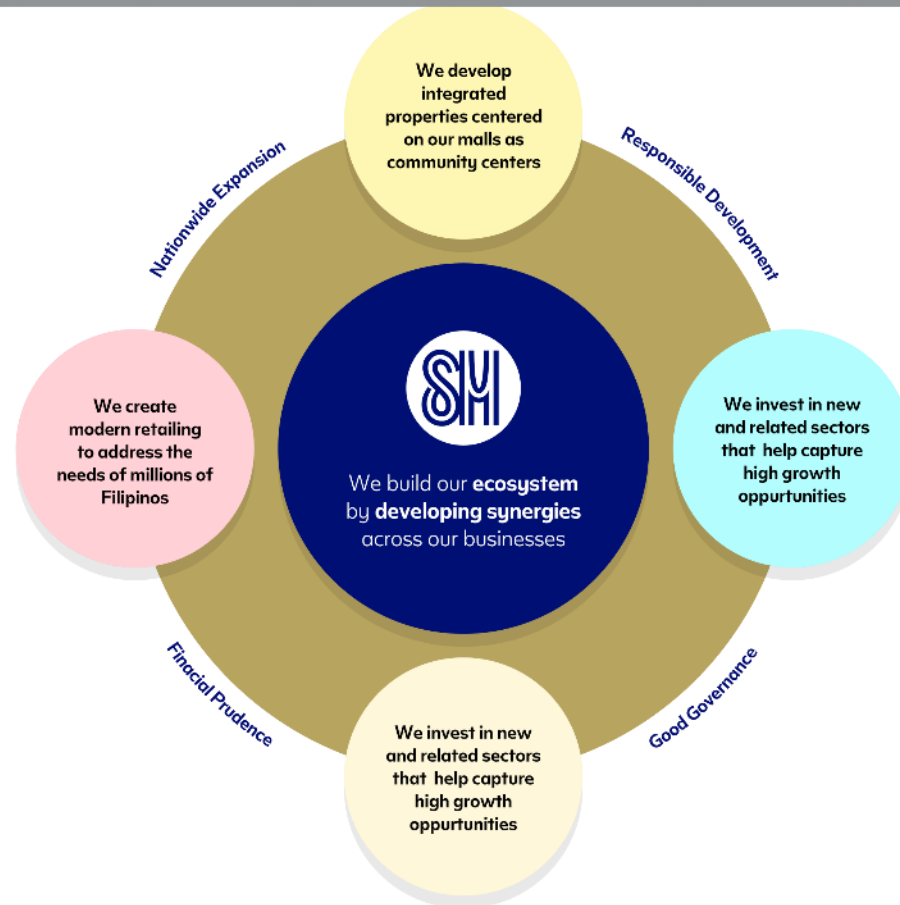 We develop
integrated
properties centered
on our malls as
community centers
Nationwide Expansion
Responsible Development
We create
modern retailing
to address the
needs of millions of
Filipinos
SM
We build our ecosystem
by developing synergies
across our businesses
We invest in new
and related sectors
that help capture
high growth
oppurtunities
Finacial Prudence
Good Governance
We invest in new
and related sectors
that help capture
high growth
oppurtunities